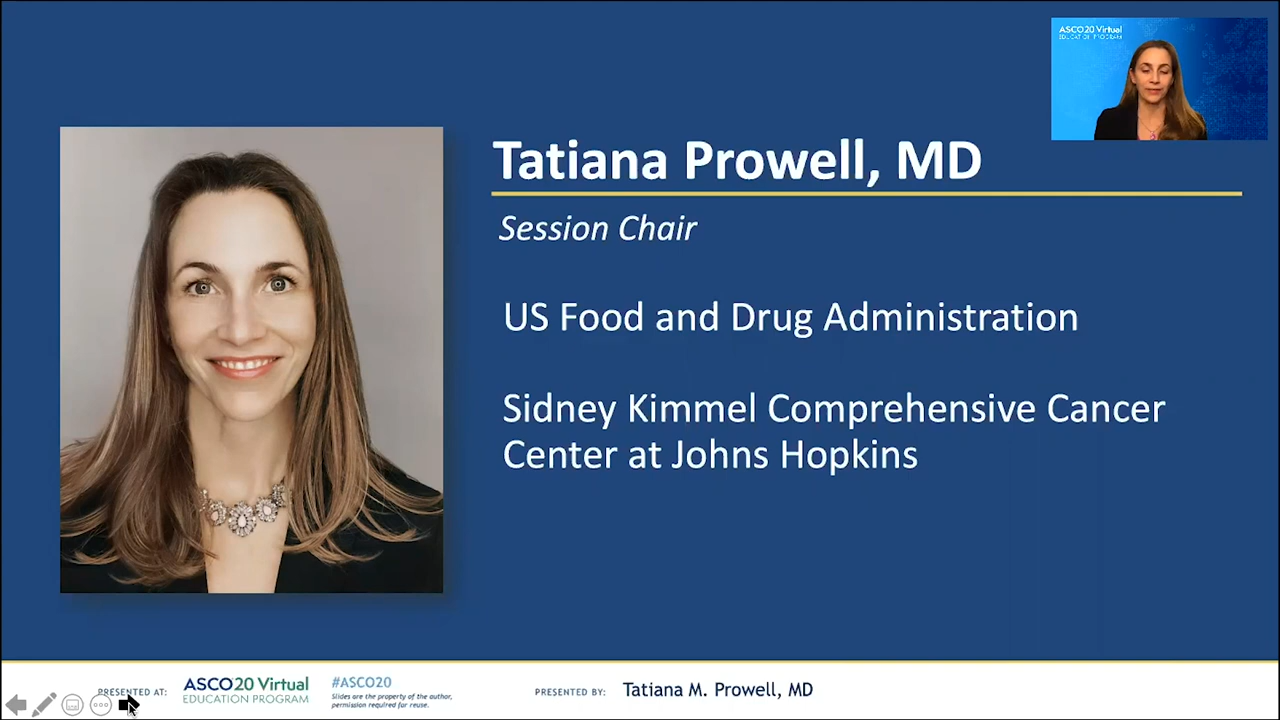 ASCO20 Virtual
EDUCATION PROGRAM
Tatiana Prowell, MD
Session Chair
US Food and Drug Administration
Sidney Kimmel Comprehensive Cancer
Center at Johns Hopkins
PRESENTED AT:
ASCO20 Virtual
EDUCATION PROGRAM
#ASCO20
Slides are the property of the author,
permission required for reuse.
PRESENTED BY:
Tatiana M. Prowell, MD